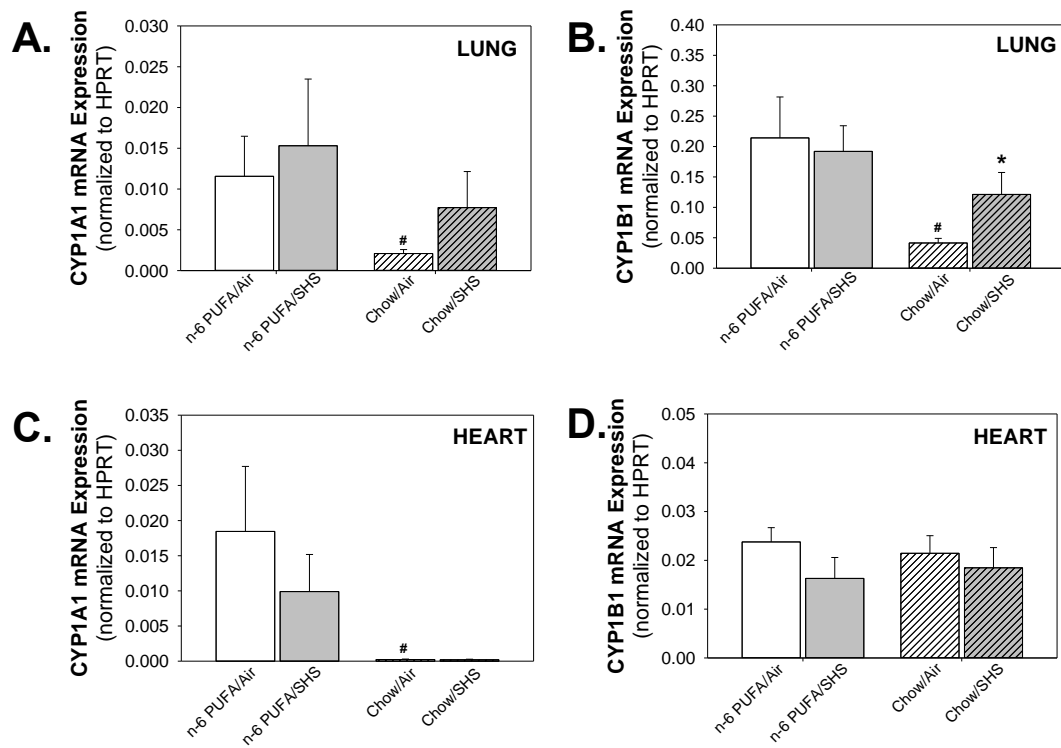 A.
CYP1A1 mRNA Expression
(normalized to HPRT)
0.030
0.025
0.020
0.015
0.010
0.005
0.000
LUNG
#
n-6 PUFA/Air
n-6 PUFA/SHS
Chow/Air
Chow/SHS
B.
CYP1B1 mRNA Expression
(normalized to HPRT)
0.40
0.35
0.30
0.25
0.20
0.15
0.10
0.05
0.00
LUNG
*
#
n-6 PUFA/Air
n-6 PUFA/SHS
Chow/Air
Chow/SHS
C.
CYP1A1 mRNA Expression
(normalized to HPRT)
0.035
0.030
0.025
0.020
0.015
0.010
0.005
0.000
HEART
#
n-6 PUFA/Air
n-6 PUFA/SHS
Chow/Air
Chow/SHS
D.
CYP1B1 mRNA Expression
(normalized to HPRT)
0.05
0.04
0.03
0.02
0.01
0.00
HEART
n-6 PUFA/Air
n-6 PUFA/SHS
Chow/Air
Chow/SHS